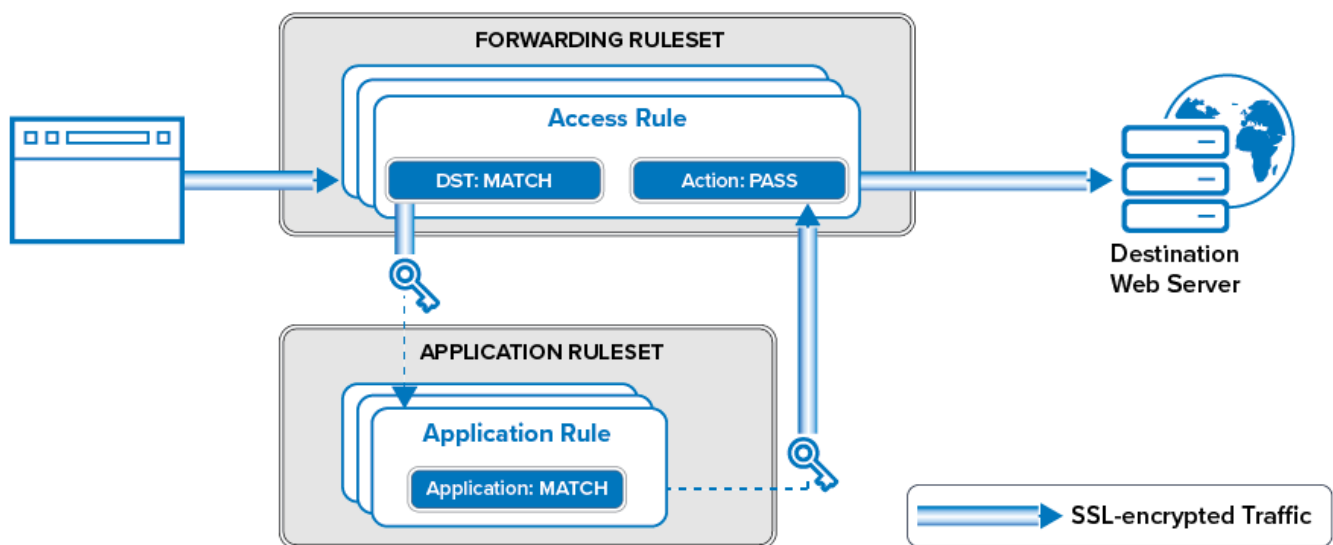 FORWARDING RULESET
Access Rule
DST: MATCH
Action: PASS
Destination
Web Server
APPLICATION RULESET
Application Rule
Application: MATCH
SSL-encrypted Traffic